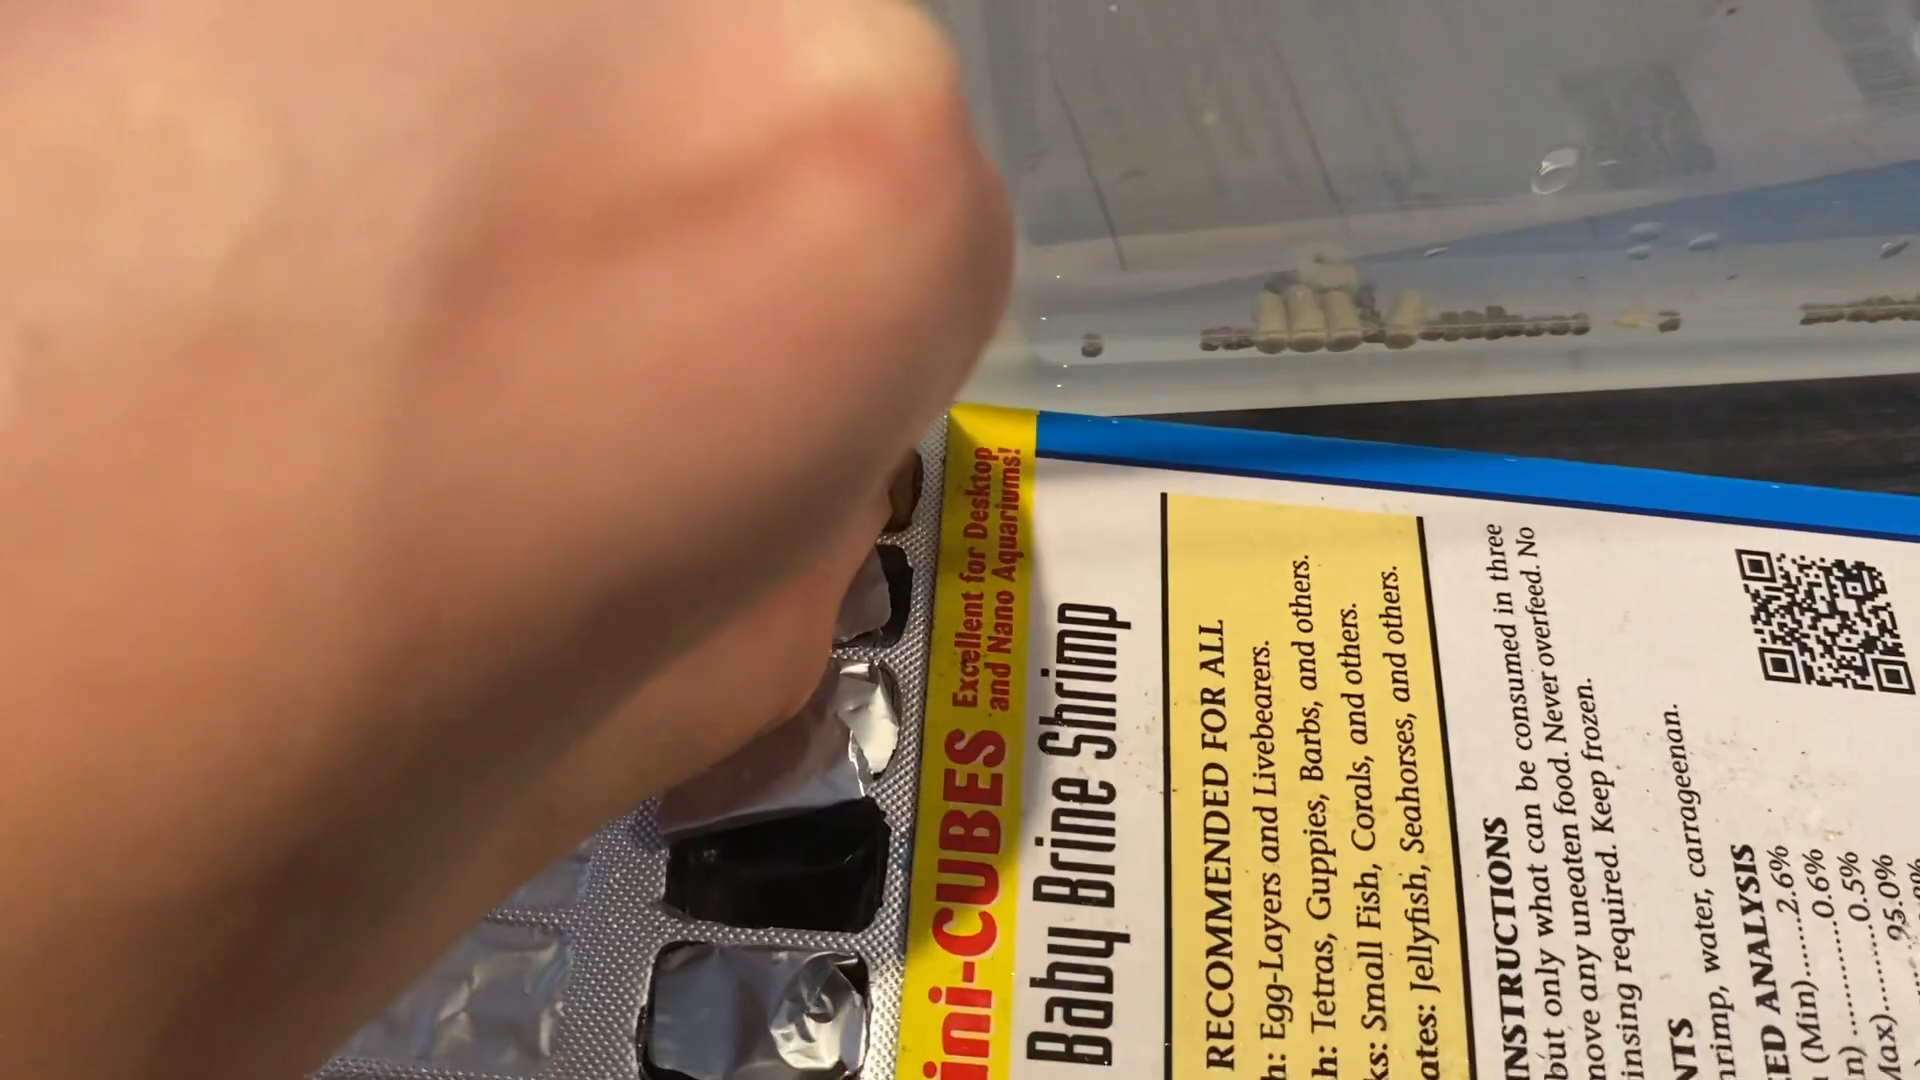 ini-CUBES
Excellent for Desktop
and Nano Aquariums!
Baby Brine Shrimp
RECOMMENDED FOR ALL
h: Egg-Layers and Livebearers.
h: Tetras, Guppies, Barbs, and others.
ks: Small Fish, Corals, and others.
ates: Jellyfish, Seahorses, and others.
INSTRUCTIONS
but only what can be consumed in three
move any uneaten food. Never overfeed. No
insing required. Keep frozen.
NTS
hrimp, water, carrageenan.
ED ANALYSIS
(Min).......2.6%
n)...........0.6%
.............0.5%
Max)........95.0%